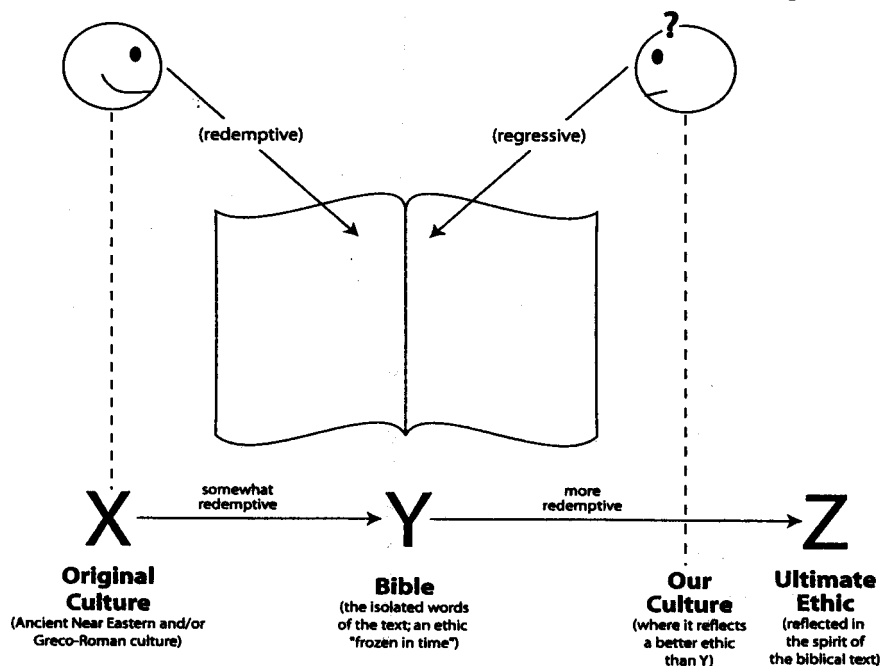 ?
(redemptive)
(regressive)
somewhat
redemptive
more
redemptive
X
Y
Z
Original
Culture
(Ancient Near Eastern and/or
Greco-Roman culture)
Bible
(the isolated words
of the text; an ethic
"frozen in time")
Our
Culture
(where it reflects
a better ethic
than Y)
Ultimate
Ethic
(reflected in
the spirit of
the biblical text)